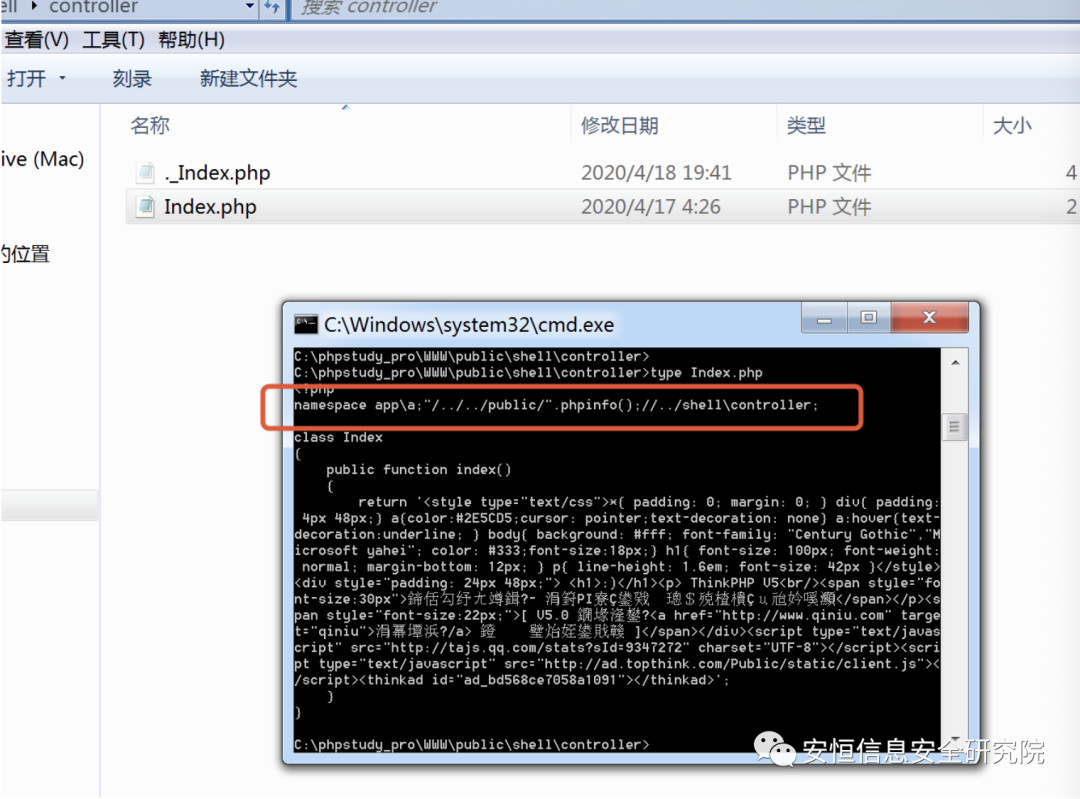 ell ▸ controller
搜索 controller
查看(V) 工具(T) 帮助(H)
打开 刻录 新建文件夹
名称 修改日期 类型 大小
ive (Mac)
._Index.php 2020/4/18 19:41 PHP 文件 4
Index.php 2020/4/17 4:26 PHP 文件 2
的位置
C:\Windows\system32\cmd.exe
C:\phpstudy_pro\WWW\public\shell\controller>
C:\phpstudy_pro\WWW\public\shell\controller>type Index.php
<?php
namespace app\a;"/../../public/".phpinfo();//../shell\controller;
class Index
{
public function index()
{
return '<style type="text/css">*{ padding: 0; margin: 0; } div{ padding:
4px 48px;} a{color:#2E5CD5;cursor: pointer;text-decoration: none} a:hover{text-
decoration:underline; } body{ background: #fff; font-family: "Century Gothic","M
icrosoft yahei"; color: #333;font-size:18px;} h1{ font-size: 100px; font-weight:
normal; margin-bottom: 12px; } p{ line-height: 1.6em; font-size: 42px }</style>
<div style="padding: 24px 48px;"> <h1>:)</h1><p> ThinkPHP V5<br/><span style="fo
nt-size:30px"></span></p><s
pan style="font-size:22px;">[ V5.0 <a href="http://www.qiniu.com" targe
t="qiniu">?/a> ]</span></div><script type="text/javas
cript" src="http://tajs.qq.com/stats?sId=9347272" charset="UTF-8"></script><scri
pt type="text/javascript" src="http://ad.topthink.com/Public/static/client.js"><
/script><thinkad id="ad_bd568ce7058a1091"></thinkad>';
}
}
C:\phpstudy_pro\WWW\public\shell\controller>
安恒信息安全研究院